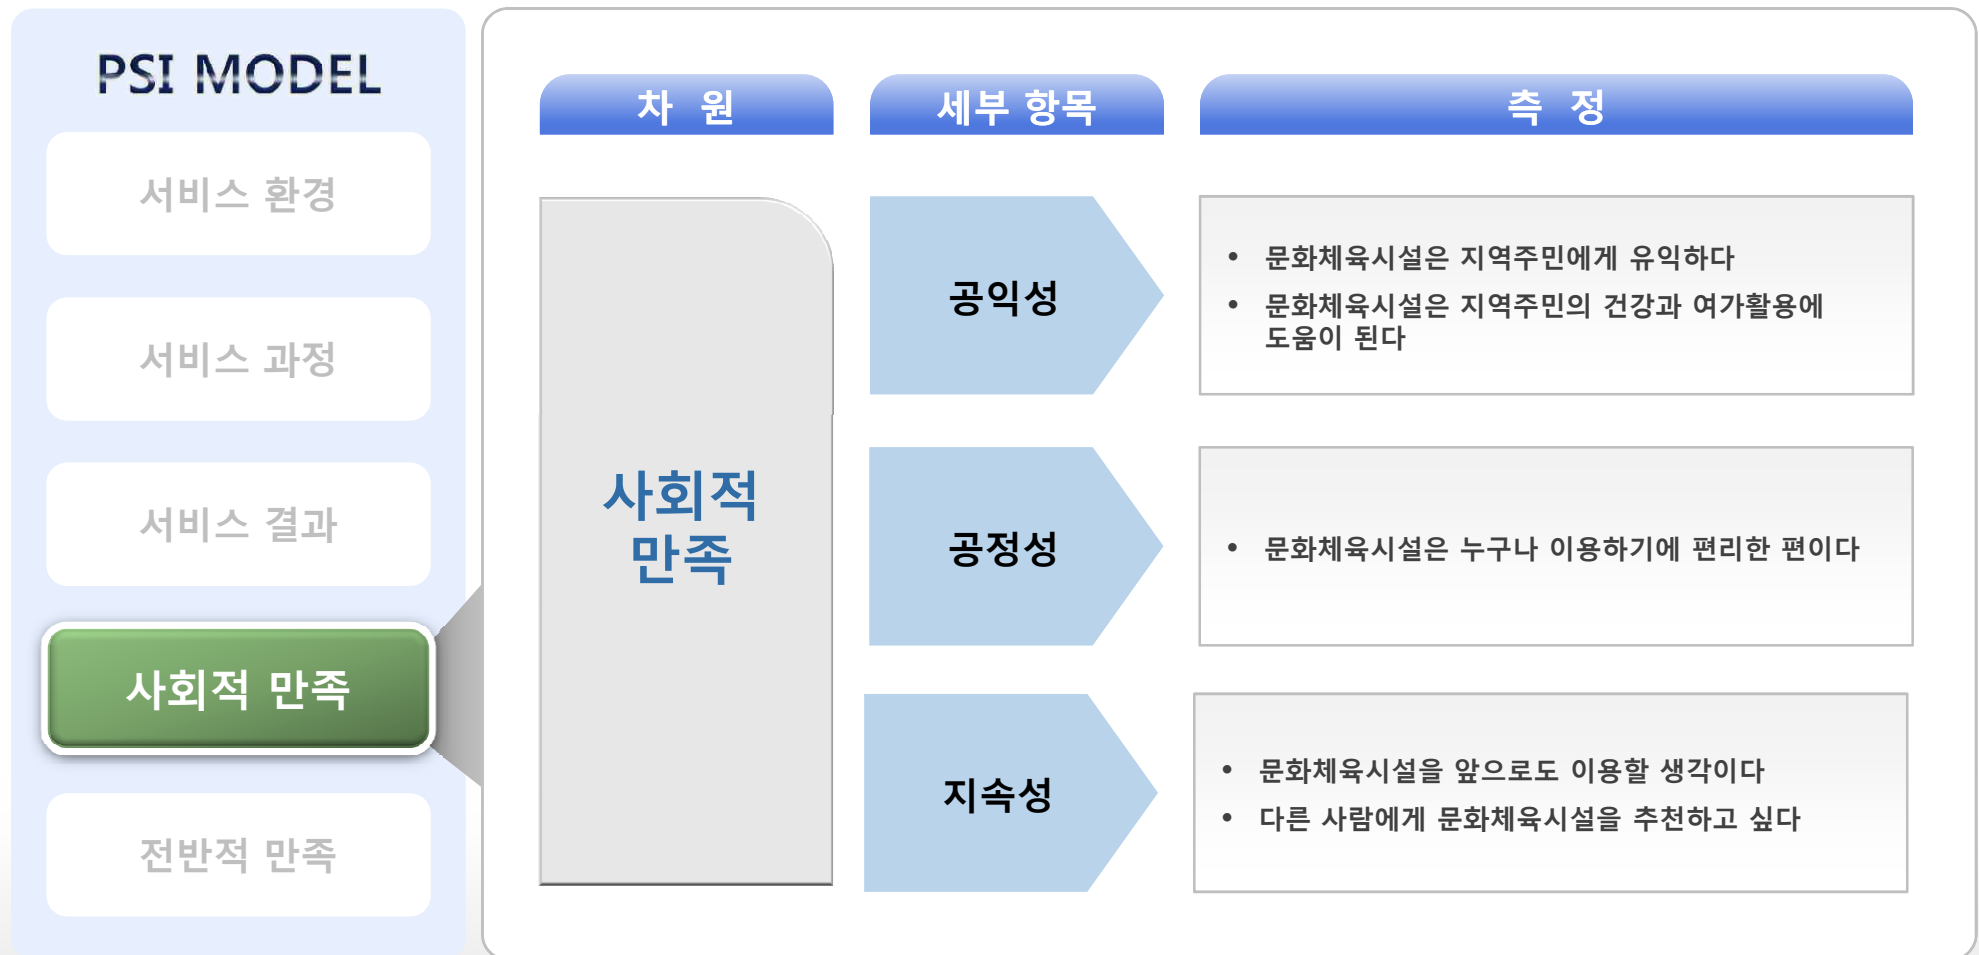 PSI MODEL
서비스 환경
서비스 과정
서비스 결과
사회적 만족
전반적 만족
차 원
세부 항목
측 정
사회적
만족
공익성
• 문화체육시설은 지역주민에게 유익하다
• 문화체육시설은 지역주민의 건강과 여가활용에
도움이 된다
공정성
• 문화체육시설은 누구나 이용하기에 편리한 편이다
지속성
• 문화체육시설을 앞으로도 이용할 생각이다
• 다른 사람에게 문화체육시설을 추천하고 싶다